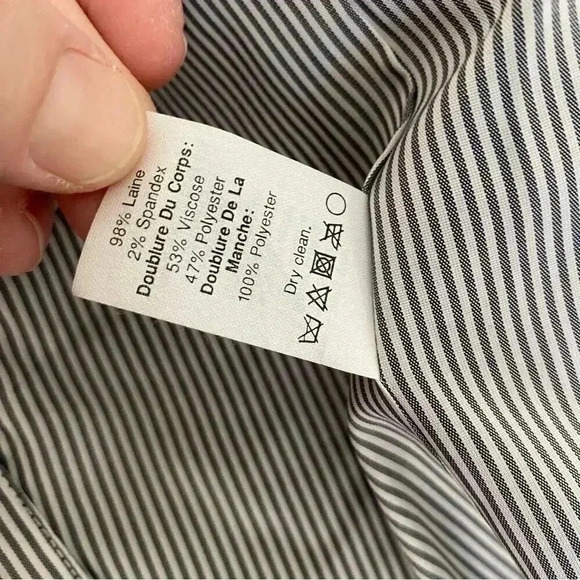 98% Laine
2% Spandex
Doublure Du Corps:
53% Viscose
47% Polyester
Doublure De La
Manche:
100% Polyester
Dry clean.